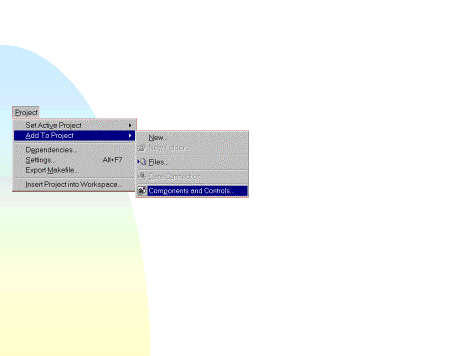 Project
Set Active Project
Add To Project
Dependencies...
Settings... Alt+F7
Export Makefile...
Insert Project into Workspace...
New...
New Folder...
Files...
Data Connection...
Components and Controls...